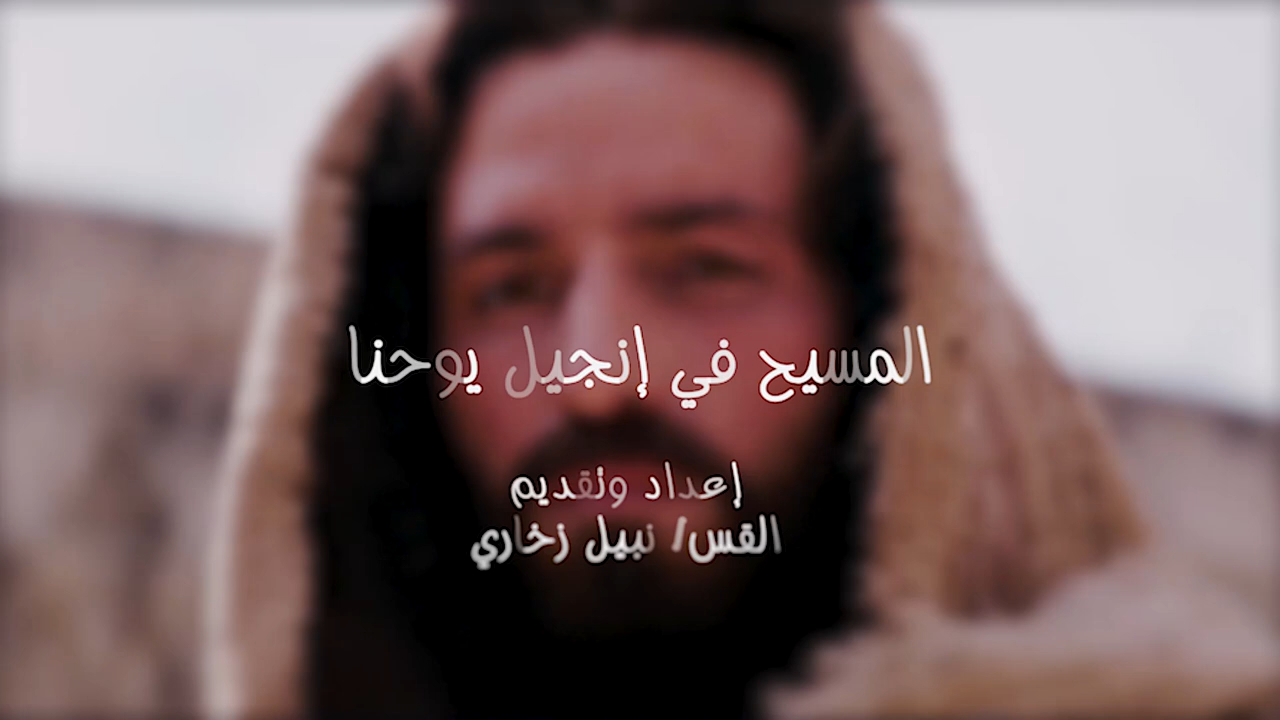 المسيح في إنجيل يوحنا
إعداد وتقديم
القس/ نبيل زخاري